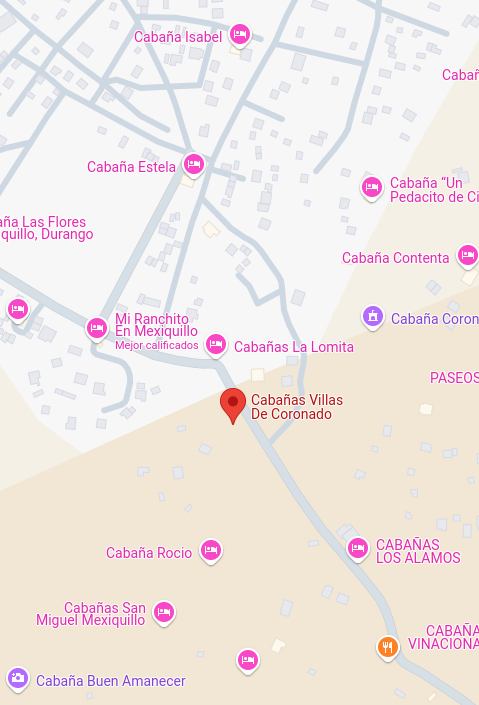 Cabaña Isabel
Cabañ
Cabaña Estela
Cabaña “Un
Pedacito de Ci
aña Las Flores
quillo, Durango
Cabaña Contenta
Mi Ranchito
En Mexiquillo
Mejor calificados
Cabaña Coron
Cabañas La Lomita
PASEOS
Cabañas Villas
De Coronado
CABAÑAS
LOS ALAMOS
Cabaña Rocio
Cabañas San
Miguel Mexiquillo
CABAÑA
VINACIONA
Cabaña Buen Amanecer